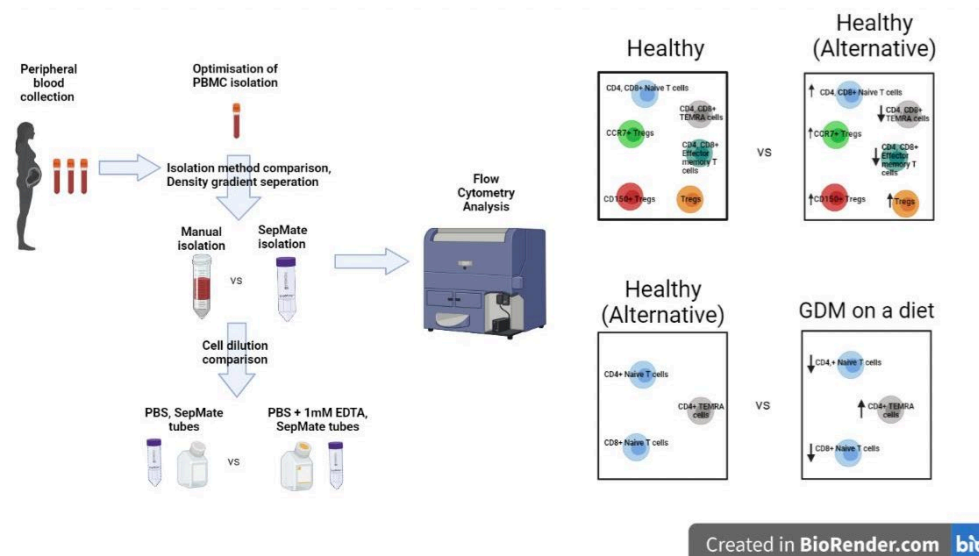 Peripheral
blood
collection
Optimisation of
PBMC isolation
Isolation method comparison,
Density gradient seperation
Manual
isolation
vs
SepMate
isolation
Cell dilution
comparison
PBS, SepMate
tubes
vs
PBS + 1mM EDTA,
SepMate tubes
Flow
Cytometry
Analysis
Healthy
CD4, CD8+ Naive T cells
CD4, CD8+
TEMRA cells
CCR7+ Tregs
CD4, CD8+
Effector
memory T
cells
CD150+ Tregs
Tregs
vs
Healthy
(Alternative)
CD4, CD8+ Naive T cells
CD4, CD8+
TEMRA cells
CCR7+ Tregs
CD4, CD8+
Effector
memory T
cells
CD150+ Tregs
Tregs
Healthy
(Alternative)
CD4+ Naive T cells
CD4+ TEMRA
cells
CD8+ Naive T cells
vs
GDM on a diet
CD4,+ Naive T cells
CD4+ TEMRA
cells
CD8+ Naive T cells
Created in BioRender.com bio